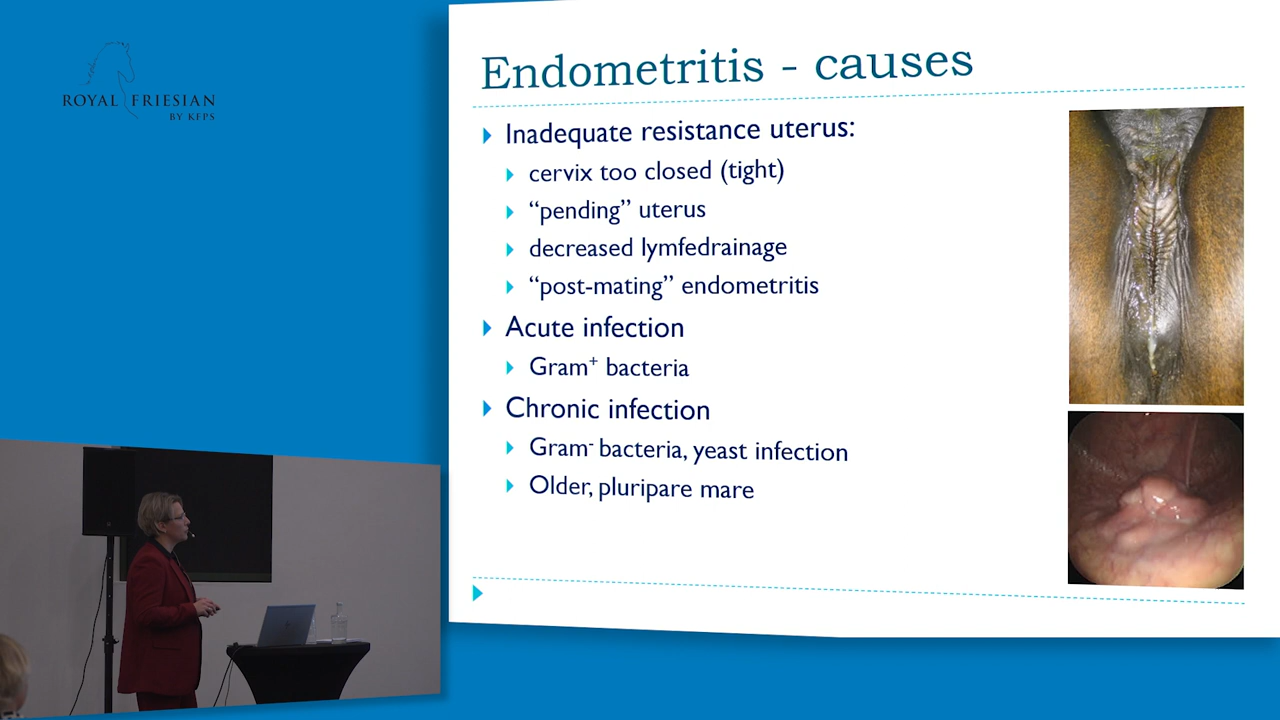 ROYAL FRIESIAN
BY KFPS
Endometritis - causes
Inadequate resistance uterus:
cervix too closed (tight)
“pending” uterus
decreased lymfedrainage
“post-mating” endometritis
Acute infection
Gram⁺ bacteria
Chronic infection
Gram⁻ bacteria, yeast infection
Older, pluripare mare